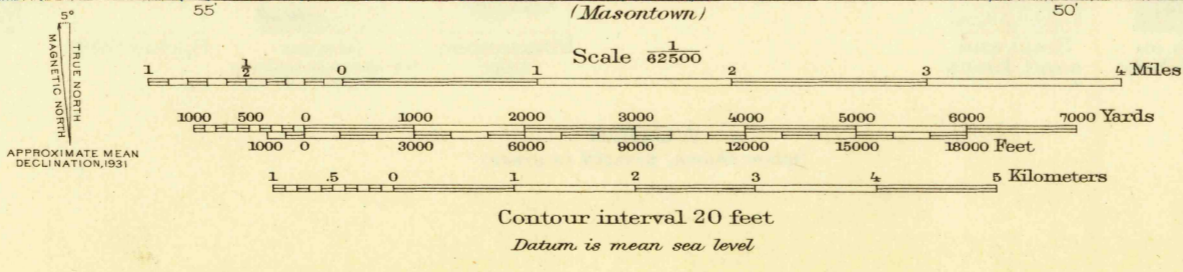 55' 50'
(Masontown)
5°
TRUE NORTH
MAGNETIC NORTH
APPROXIMATE MEAN
DECLINATION, 1931
Scale 1/62500
1 1/2 0 1 2 3 4 Miles
1000 500 0 1000 2000 3000 4000 5000 6000 7000 Yards
1000 0 3000 6000 9000 12000 15000 18000 Feet
1 .5 0 1 2 3 4 5 Kilometers
Contour interval 20 feet
Datum is mean sea level